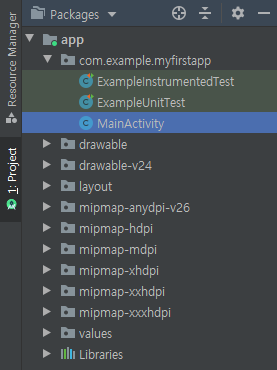 Packages
Resource Manager
1: Project
app
com.example.myfirstapp
ExampleInstrumentedTest
ExampleUnitTest
MainActivity
drawable
drawable-v24
layout
mipmap-anydpi-v26
mipmap-hdpi
mipmap-mdpi
mipmap-xhdpi
mipmap-xxhdpi
mipmap-xxxhdpi
values
Libraries